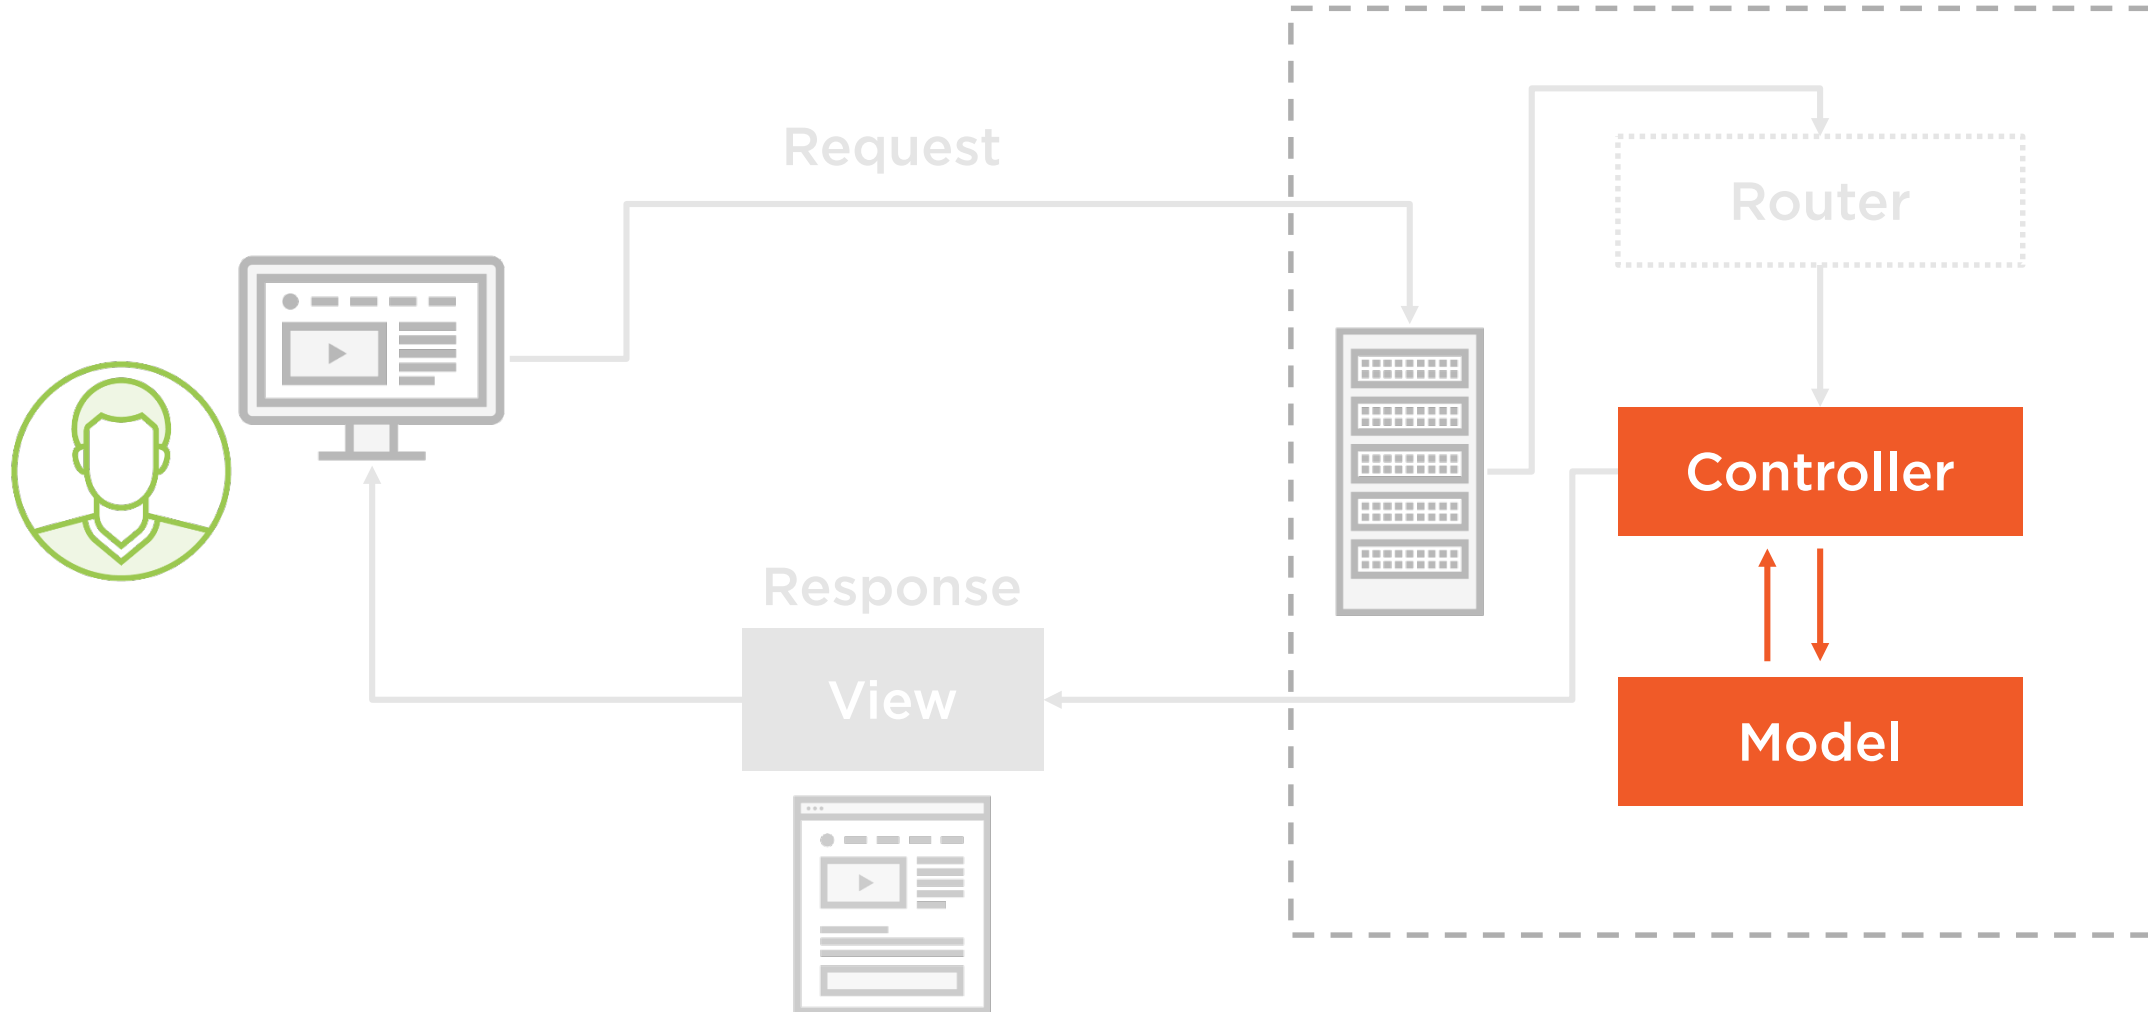 Request
Router
Controller
Response
View
Model